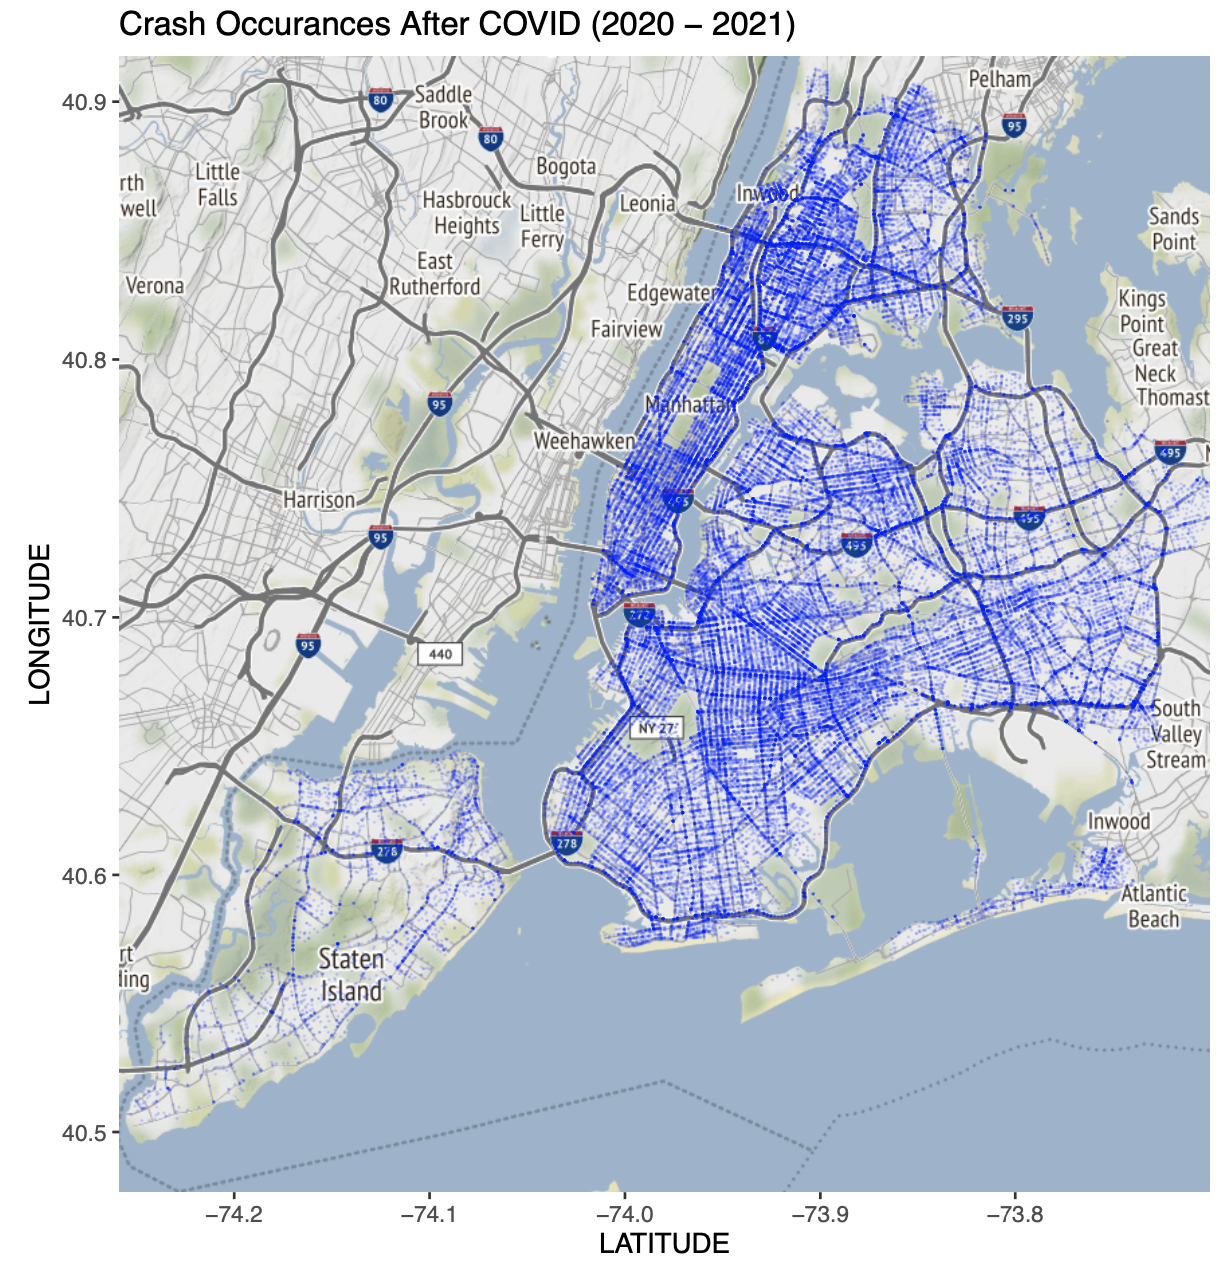 Crash Occurances After COVID (2020 – 2021)
LONGITUDE
40.9
40.8
40.7
40.6
40.5
Pelham
80
Saddle
Brook
95
80
Bogota
Little
Falls
rth
well
Hasbrouck
Heights
Leonia
Inwood
Little
Ferry
Sands
Point
East
Rutherford
Verona
Edgewater
Kings
Point
Great
Neck
Thomast
295
Fairview
95
Manhattan
Weehawken
495
Harrison
495
95
495
278
95
440
South
Valley
Stream
NY 27
Inwood
278
278
Atlantic
Beach
rt
ding
Staten
Island
−74.2
−74.1
−74.0
−73.9
−73.8
LATITUDE